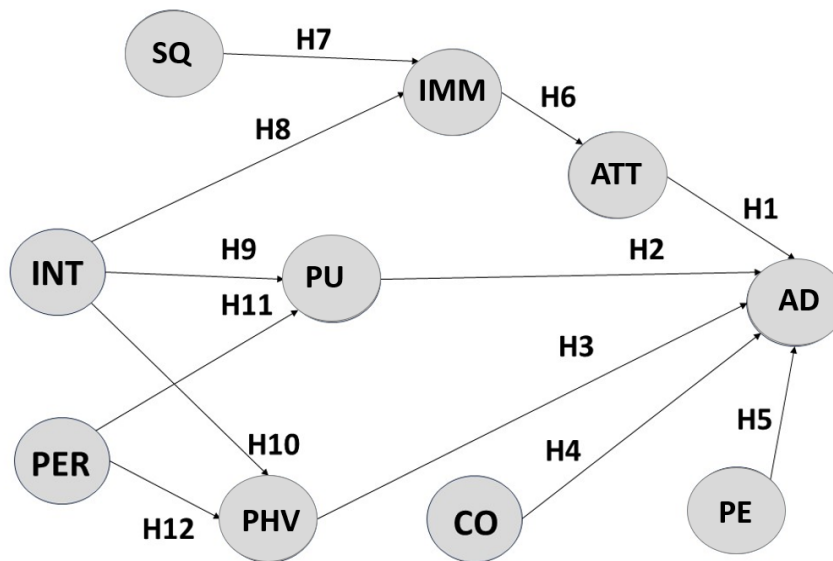 SQ
H7
IMM
H6
H8
ATT
H1
INT
H9
PU
H2
AD
H11
H3
PER
H10
H4
H5
H12
PHV
CO
PE